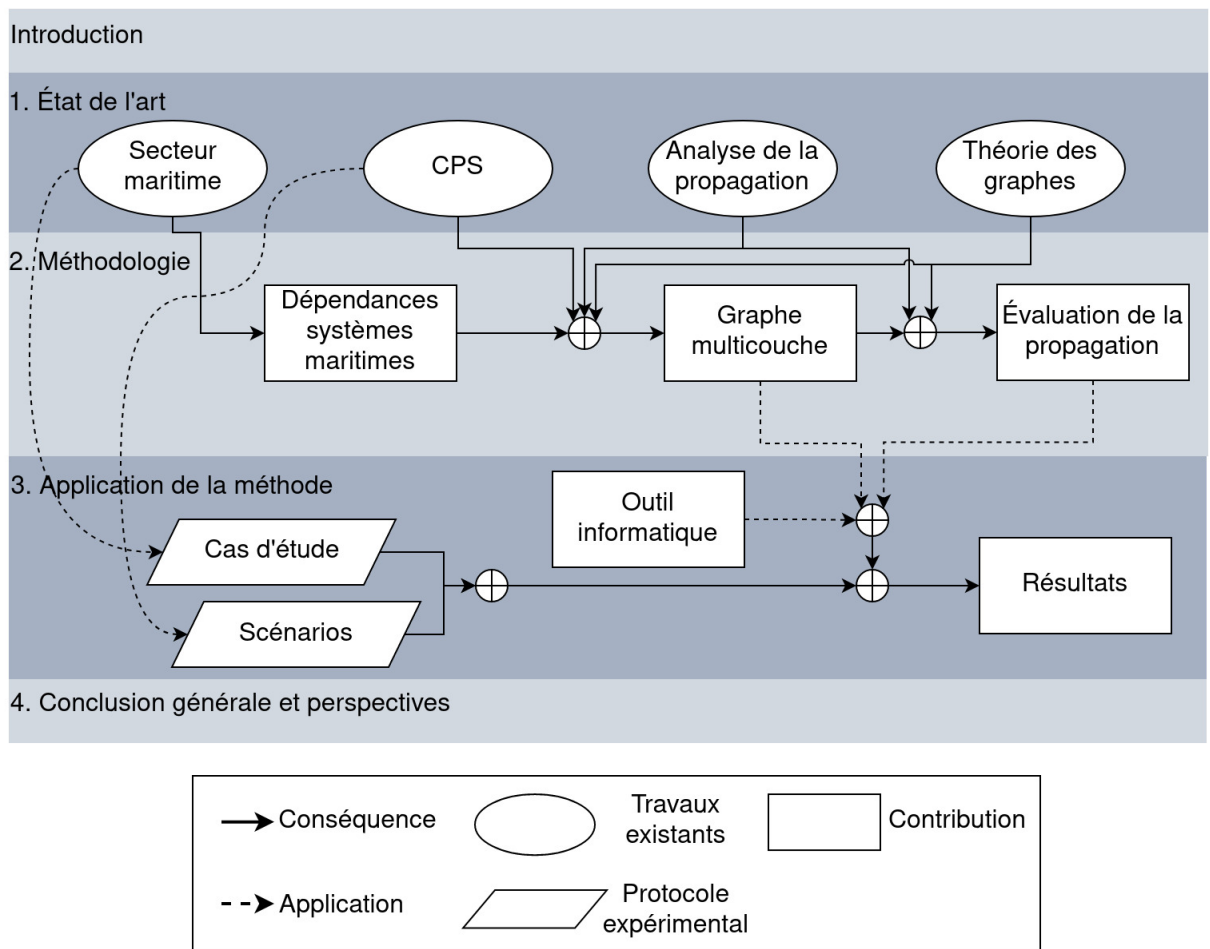 Introduction
1. État de l'art
Secteur
maritime
CPS
Analyse de la
propagation
Théorie des
graphes
2. Méthodologie
Dépendances
systèmes
maritimes
Graphe
multicouche
Évaluation de la
propagation
3. Application de la méthode
Outil
informatique
Cas d'étude
Scénarios
Résultats
4. Conclusion générale et perspectives
Conséquence
Travaux
existants
Contribution
Application
Protocole
expérimental